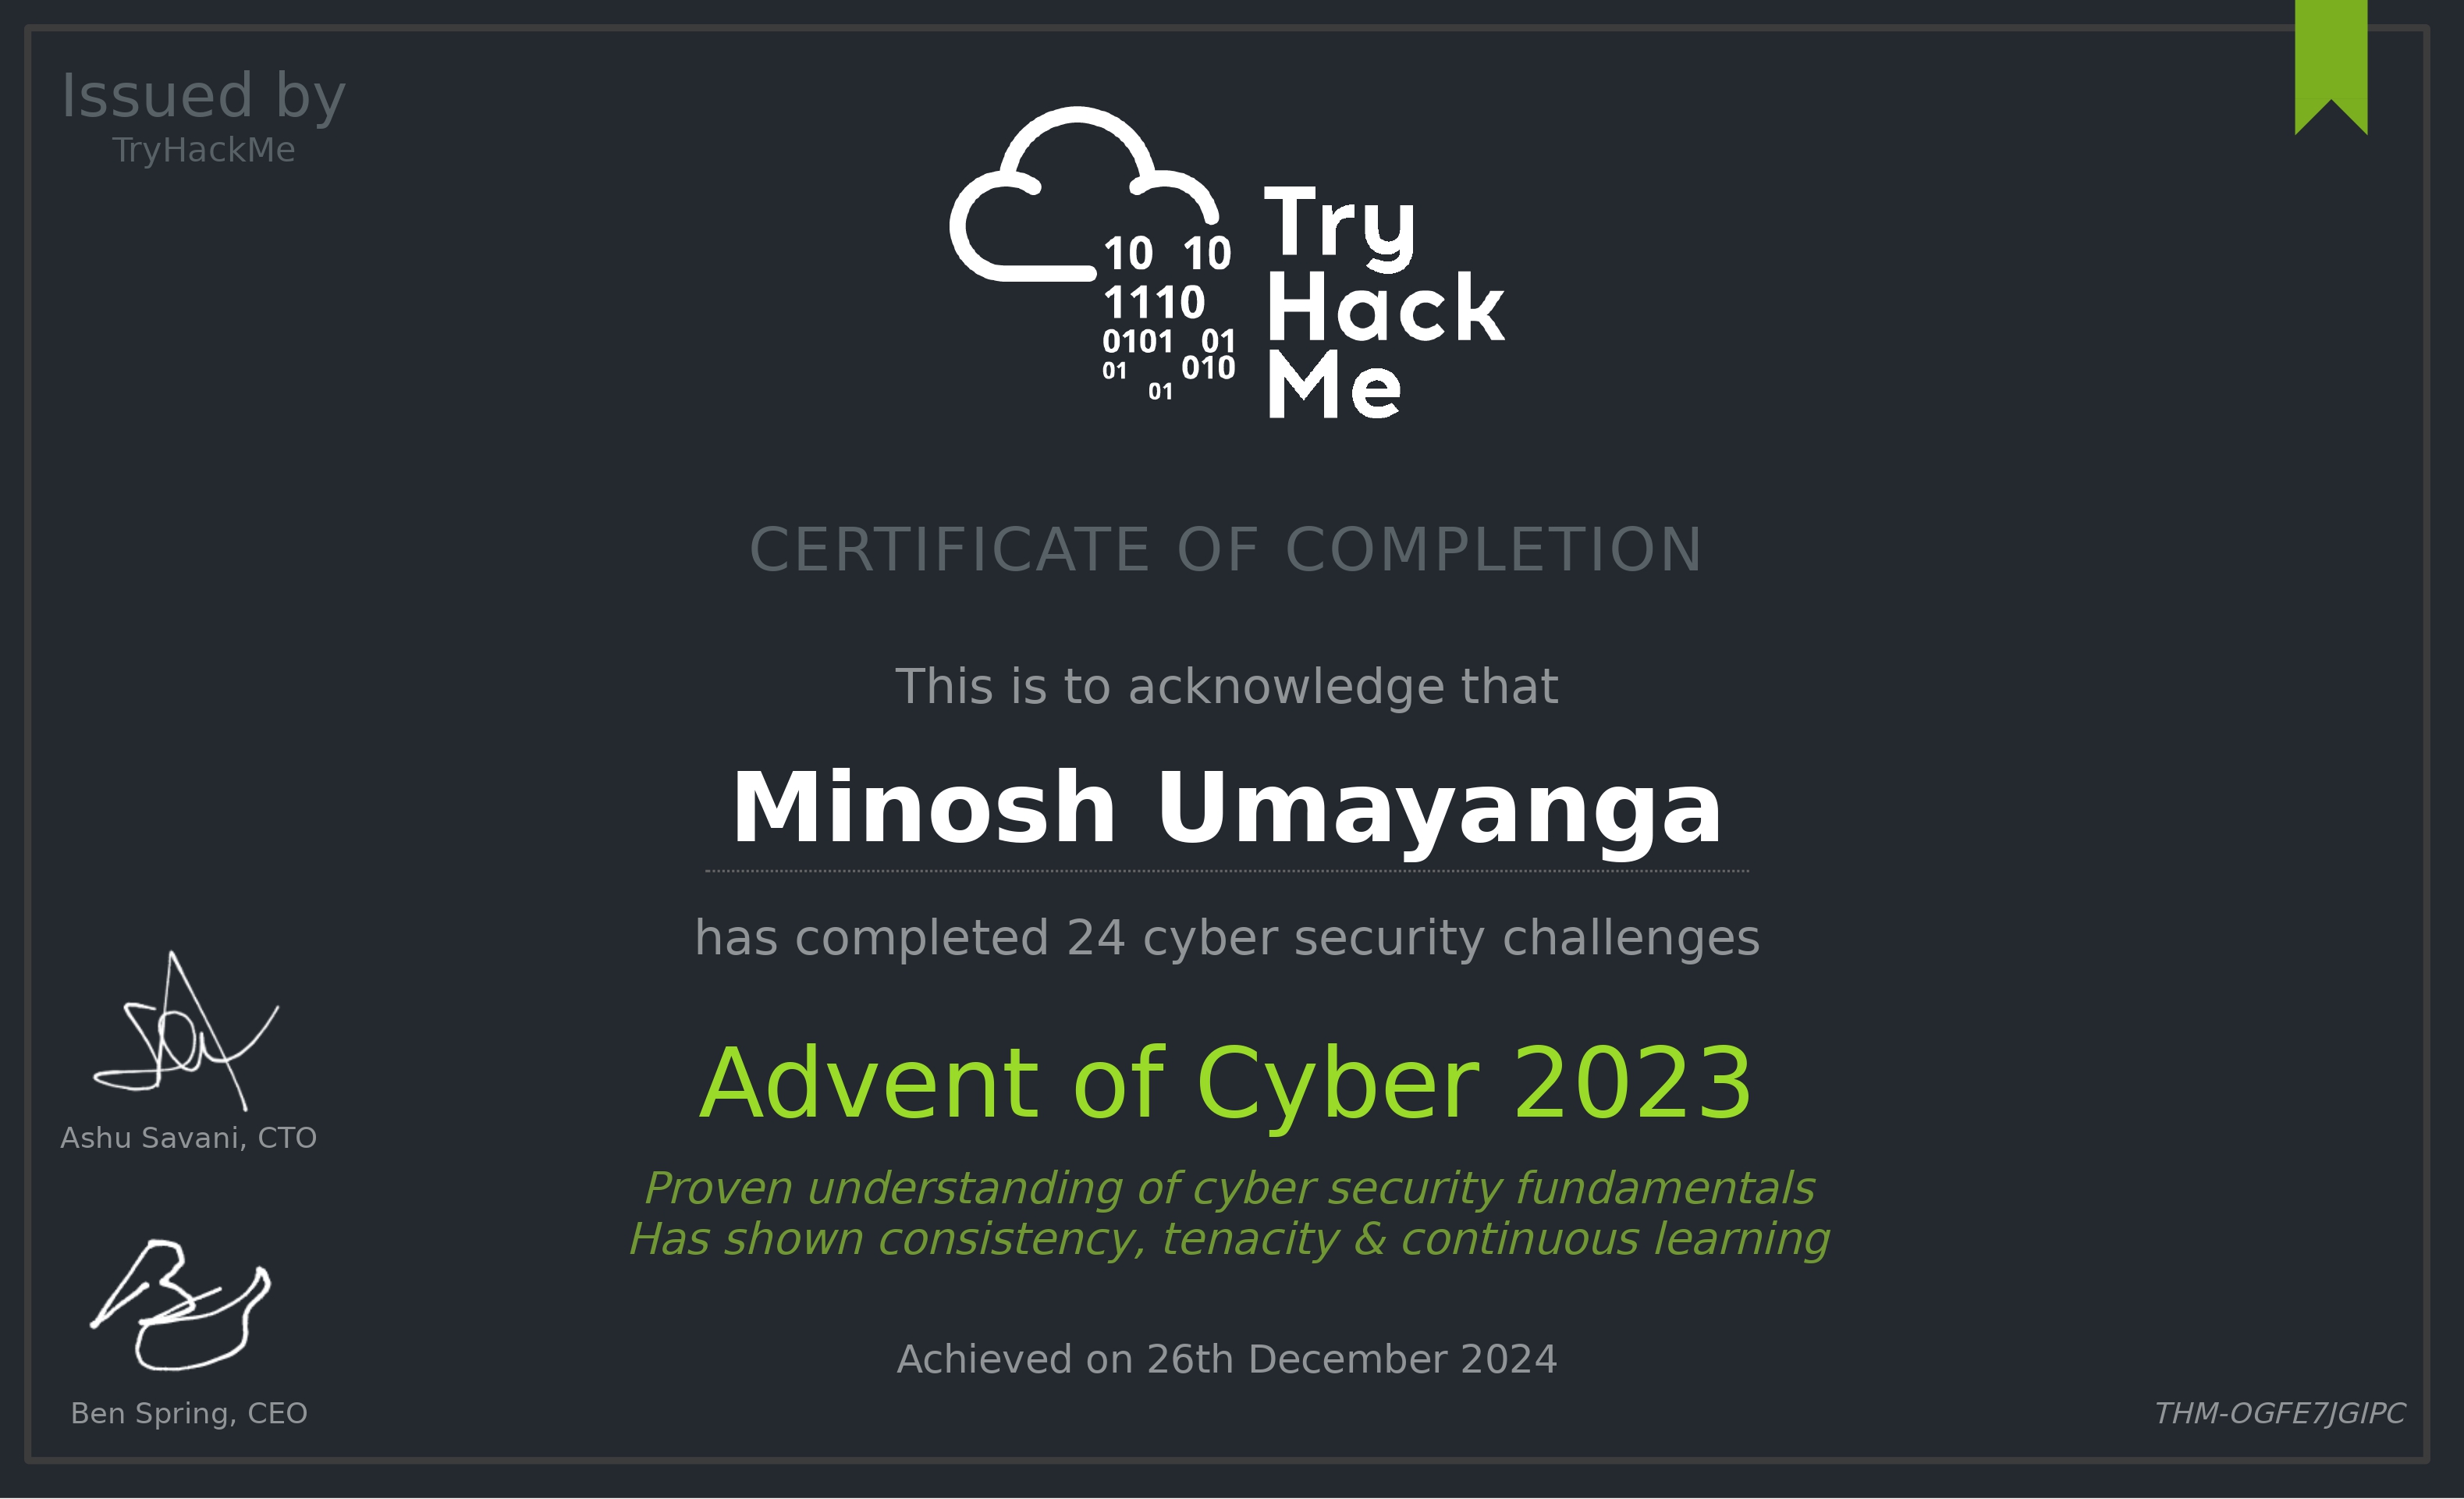 Issued by
TryHackMe
10 10
1110
0101 01
01 010
01
Try
Hack
Me
CERTIFICATE OF COMPLETION
This is to acknowledge that
Minosh Umayanga
has completed 24 cyber security challenges
Advent of Cyber 2023
Proven understanding of cyber security fundamentals
Has shown consistency, tenacity & continuous learning
Achieved on 26th December 2024
Ashu Savani, CTO
Ben Spring, CEO
THM-OGFE7JGIPC